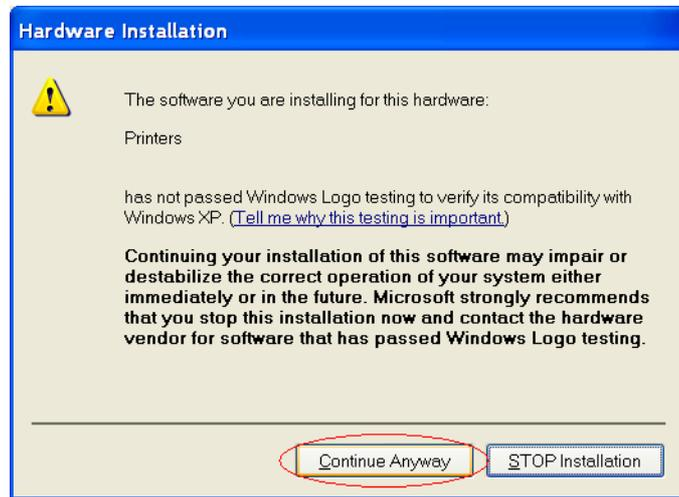 Hardware Installation
The software you are installing for this hardware:
Printers
has not passed Windows Logo testing to verify its compatibility with
Windows XP. (Tell me why this testing is important.)
Continuing your installation of this software may impair or
destabilize the correct operation of your system either
immediately or in the future. Microsoft strongly recommends
that you stop this installation now and contact the hardware
vendor for software that has passed Windows Logo testing.
Continue Anyway
STOP Installation